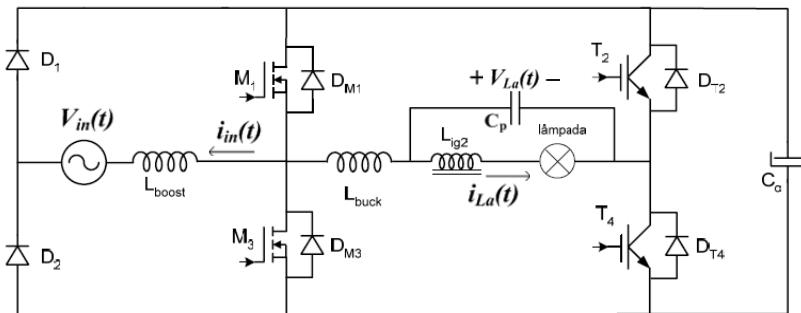 D1
Vin(t)
D2
Lboost
iin(t)
M1
DM1
M3
DM3
Lbuck
+ VLa(t) –
Cp
Lig2
lâmpada
iLa(t)
T2
DT2
T4
DT4
Cα